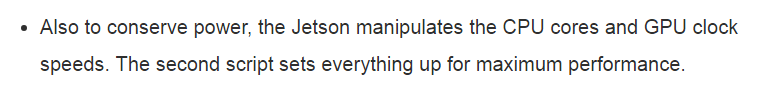 • Also to conserve power, the Jetson manipulates the CPU cores and GPU clock
speeds. The second script sets everything up for maximum performance.